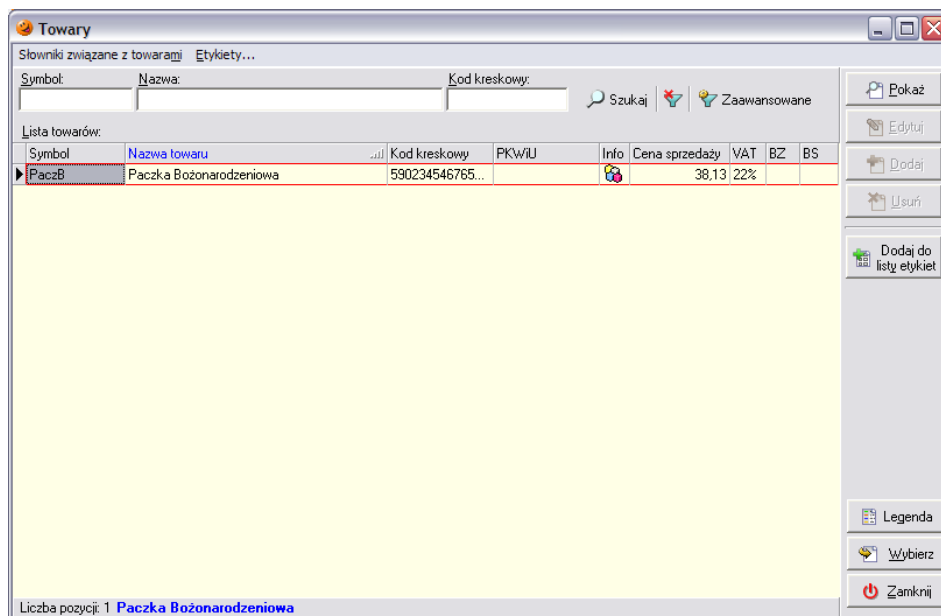 Towary
Słowniki związane z towarami Etykiety...
Symbol: Nazwa: Kod kreskowy:
Szukaj Zaawansowane
Lista towarów:
Symbol Nazwa towaru Kod kreskowy PKWiU Info Cena sprzedaży VAT BZ BS
PaczB Paczka Bożonarodzeniowa 590234546765... 38,13 22%
Pokaż
Edytuj
Dodaj
Usuń
Dodaj do
listy etykiet
Legenda
Wybierz
Zamknij
Liczba pozycji: 1 Paczka Bożonarodzeniowa